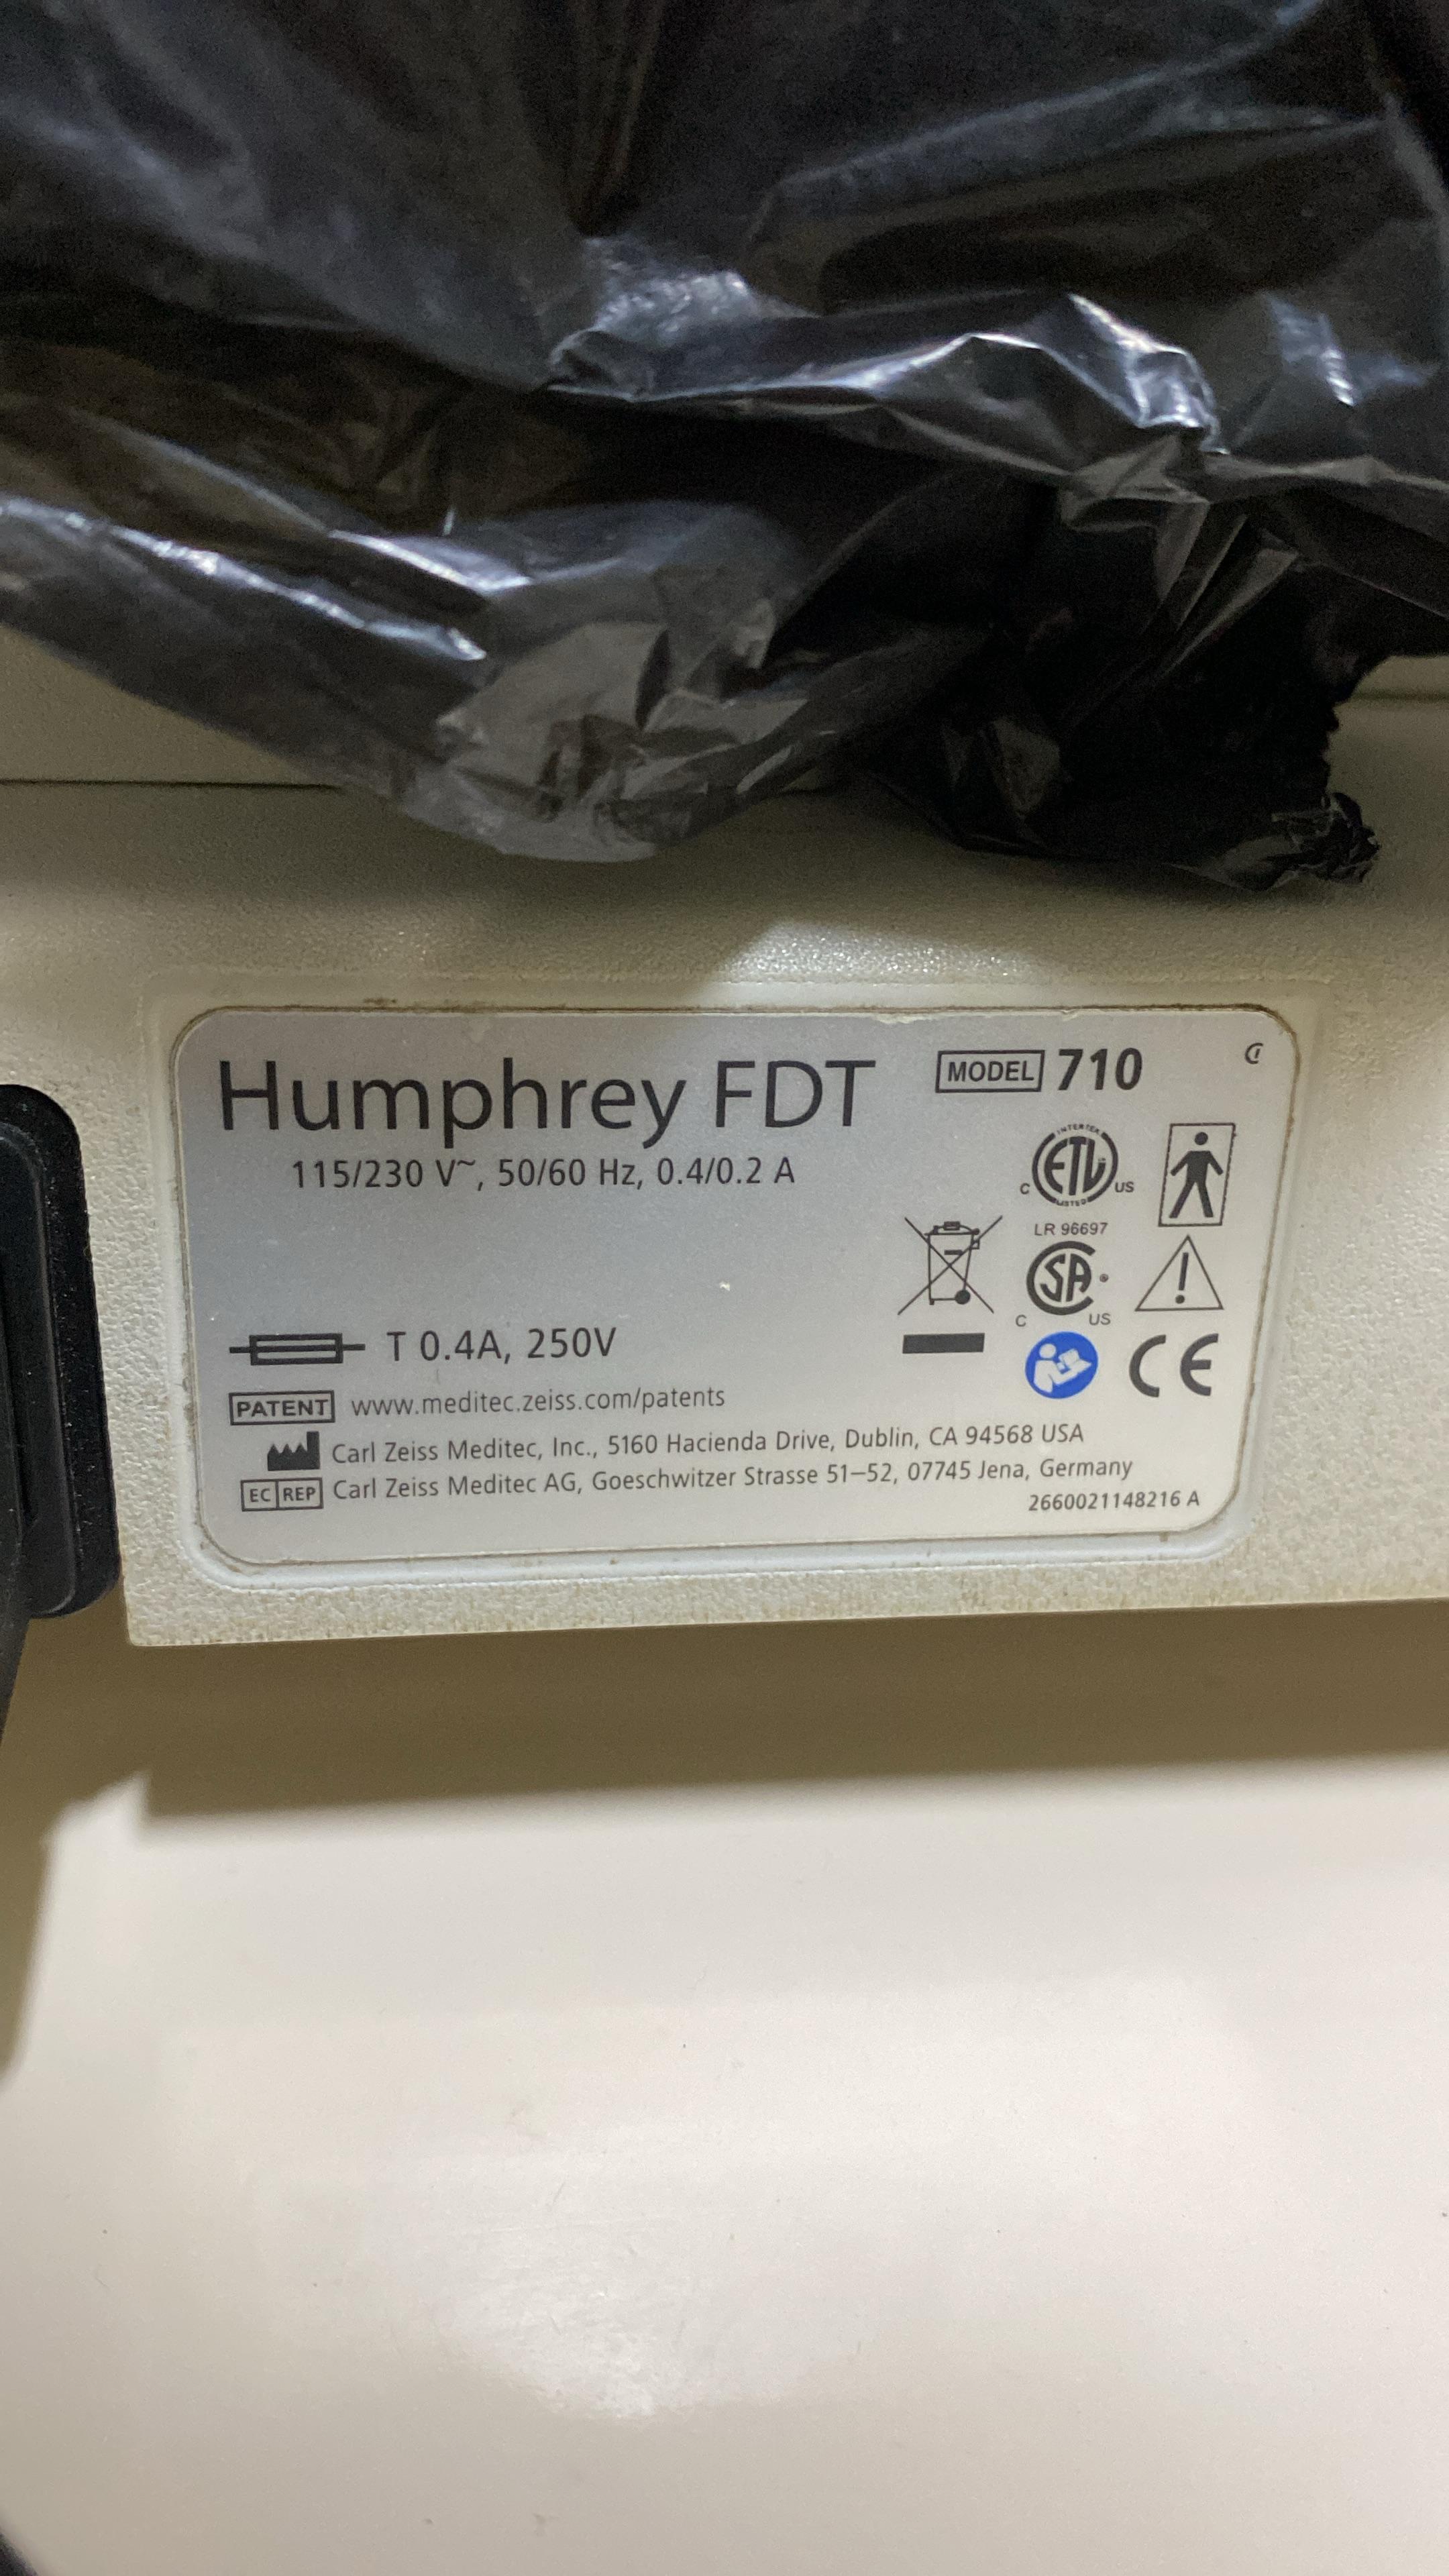 Humphrey FDT MODEL 710
115/230 V~, 50/60 Hz, 0.4/0.2 A
INTERTEK
ETL
LISTED
C US
LR 96697
SA
C US
T 0.4A, 250V
CE
PATENT www.meditec.zeiss.com/patents
Carl Zeiss Meditec, Inc., 5160 Hacienda Drive, Dublin, CA 94568 USA
EC REP Carl Zeiss Meditec AG, Goeschwitzer Strasse 51–52, 07745 Jena, Germany
2660021148216 A